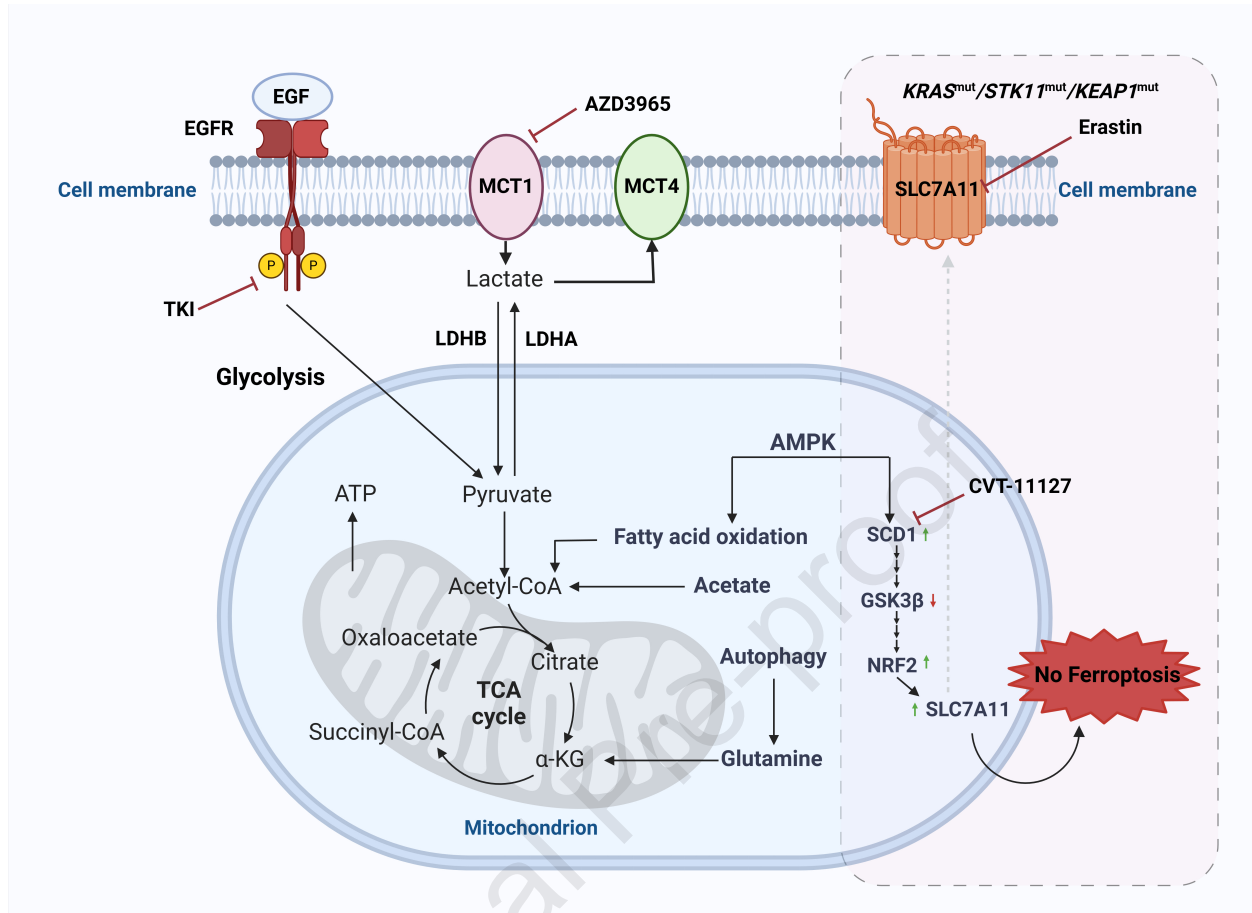 KRASmut/STK11mut/KEAP1mut
EGF
AZD3965
EGFR
Erastin
Cell membrane
MCT1
MCT4
SLC7A11
Cell membrane
P
P
Lactate
TKI
LDHB
LDHA
Glycolysis
AMPK
ATP
Pyruvate
CVT-11127
Fatty acid oxidation
SCD1
Acetyl-CoA
Acetate
GSK3β
Oxaloacetate
Citrate
Autophagy
NRF2
No Ferroptosis
TCA
cycle
SLC7A11
Succinyl-CoA
α-KG
Glutamine
Mitochondrion
al pre-proof